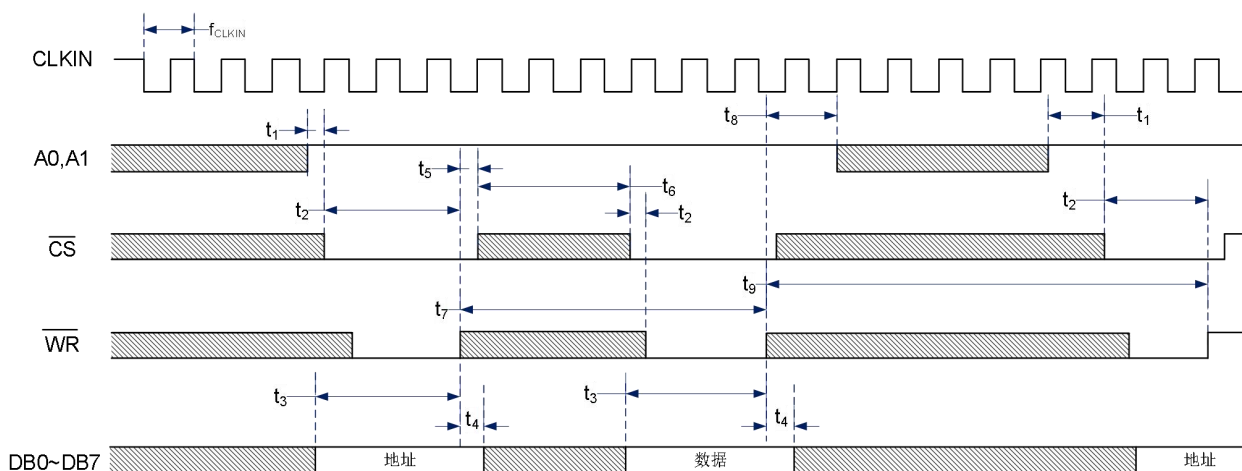 fCLKIN
CLKIN
t8
t1
t1
A0,A1
t5
t6
t2
t2
t2
CS
t9
t7
WR
t3
t3
t4
t4
DB0~DB7
地址
数据
地址